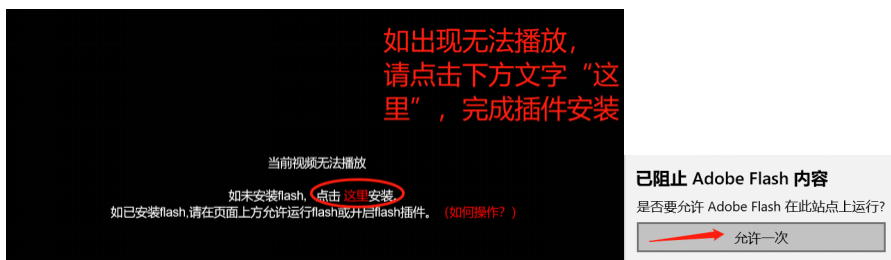 如出现无法播放，
请点击下方文字“这
里”，完成插件安装
当前视频无法播放
如未安装flash, 点击 这里安装.
如已安装flash,请在页面上方允许运行flash或开启flash插件。（如何操作？）
已阻止 Adobe Flash 内容
是否要允许 Adobe Flash 在此站点上运行?
允许一次